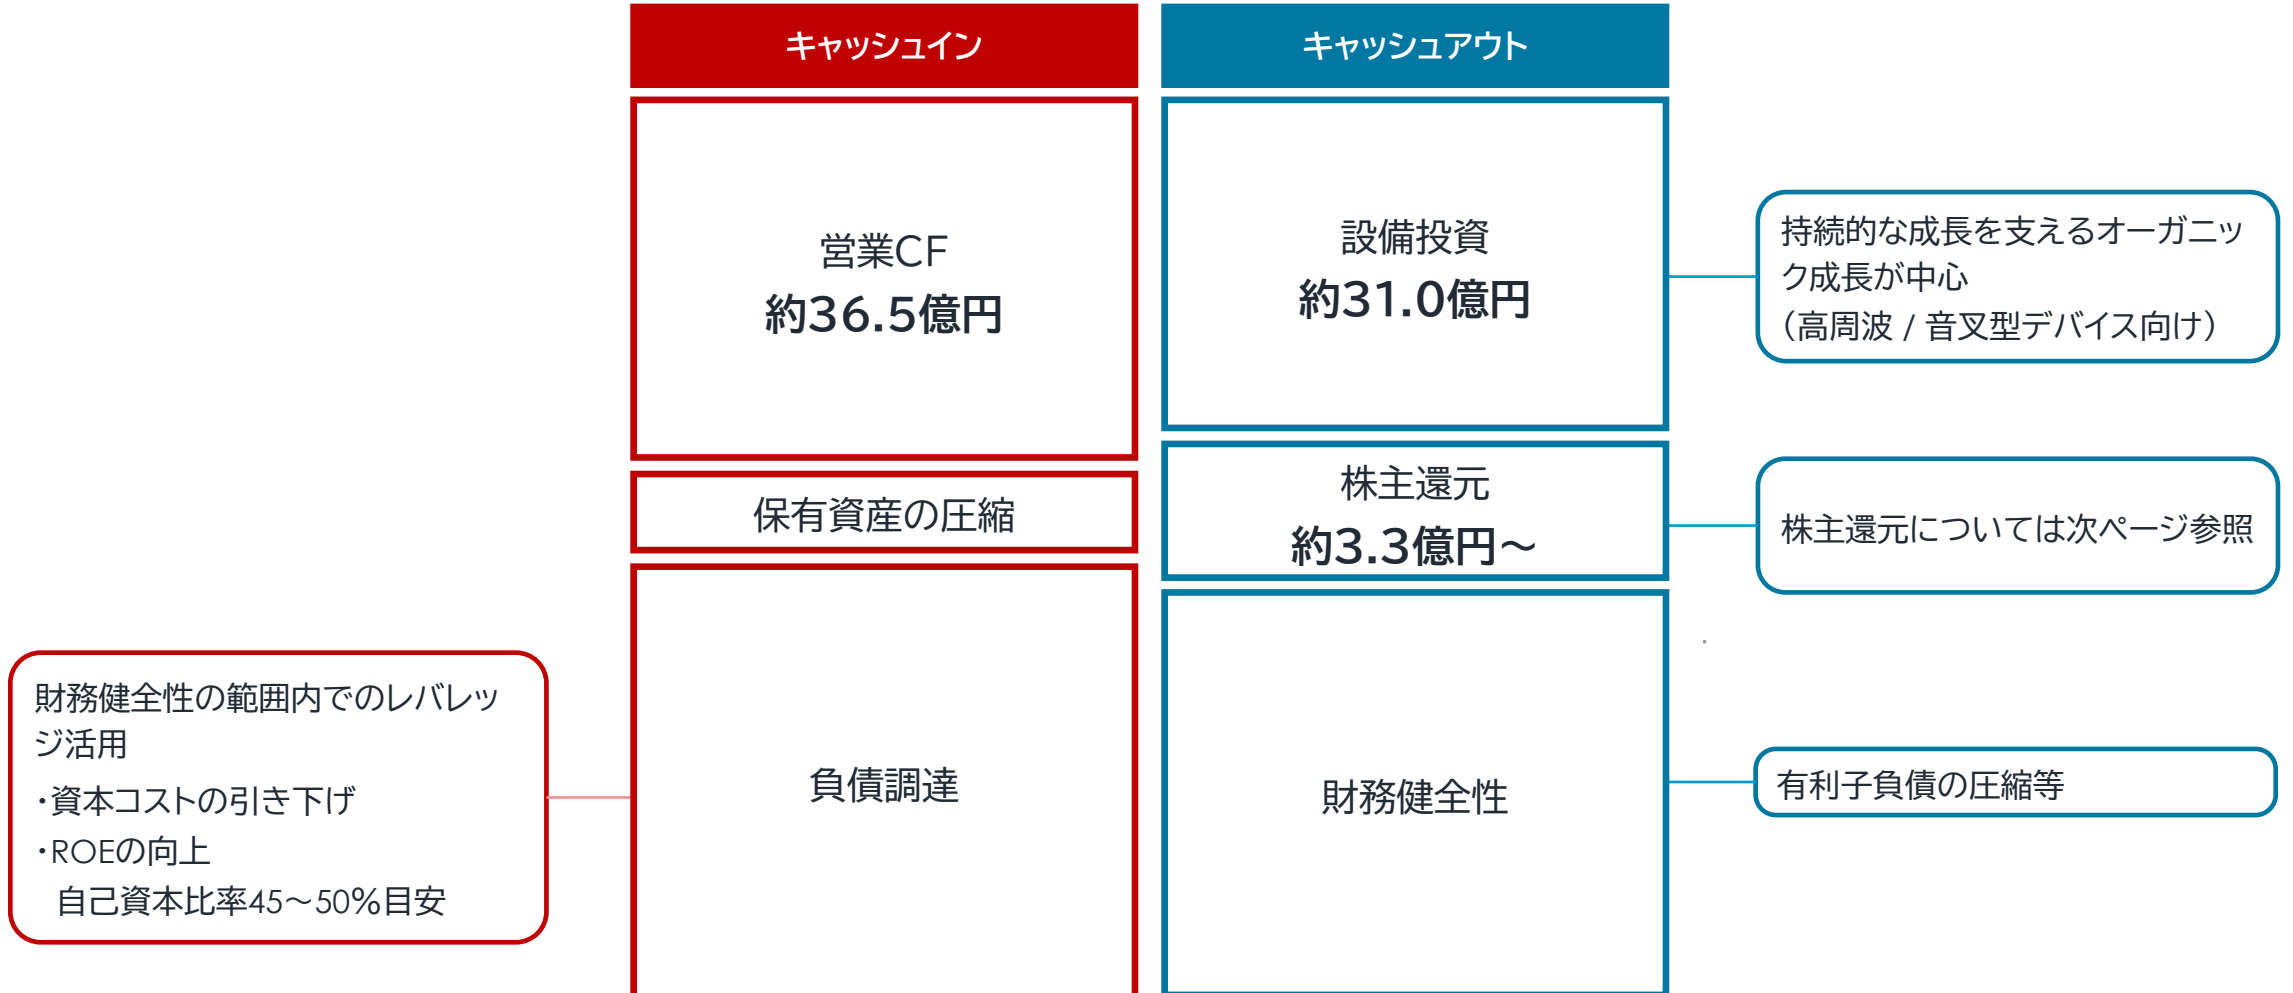 キャッシュイン
キャッシュアウト
営業CF
約36.5億円
設備投資
約31.0億円
持続的な成長を支えるオーガニッ
ク成長が中心
(高周波 / 音叉型デバイス向け)
保有資産の圧縮
株主還元
約3.3億円～
株主還元については次ページ参照
財務健全性の範囲内でのレバレッ
ジ活用
・資本コストの引き下げ
・ROEの向上
自己資本比率45～50%目安
負債調達
財務健全性
有利子負債の圧縮等